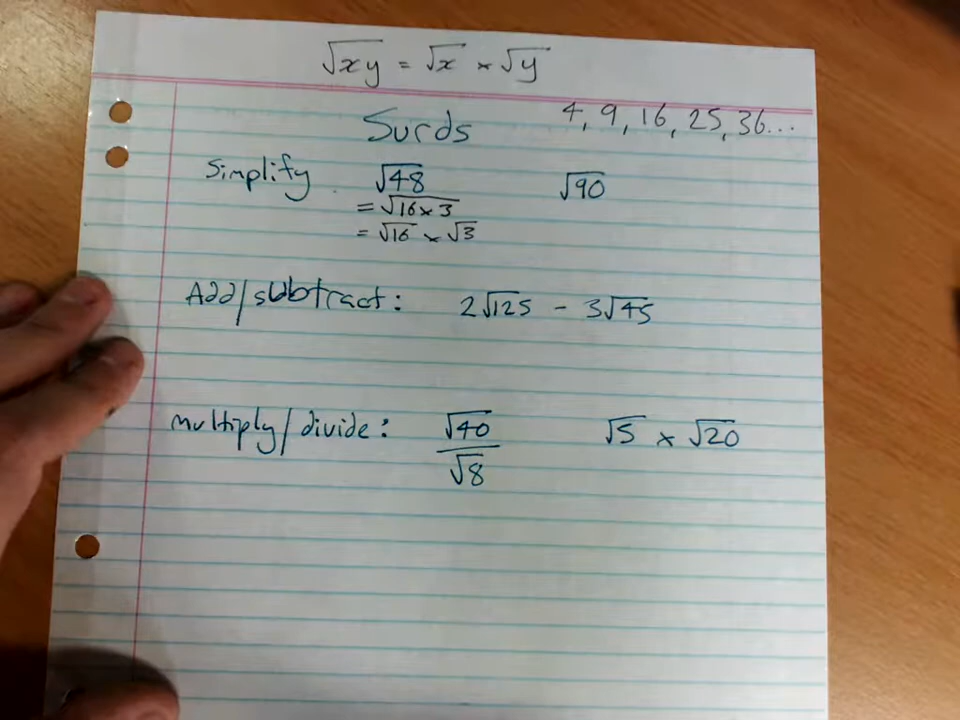 √xy = √x × √y
Surds 4, 9, 16, 25, 36...
Simplify √48 √90
= √16 × 3
= √16 × √3
Add/subtract: 2√125 - 3√45
Multiply/divide: √40/√8 √5 × √20